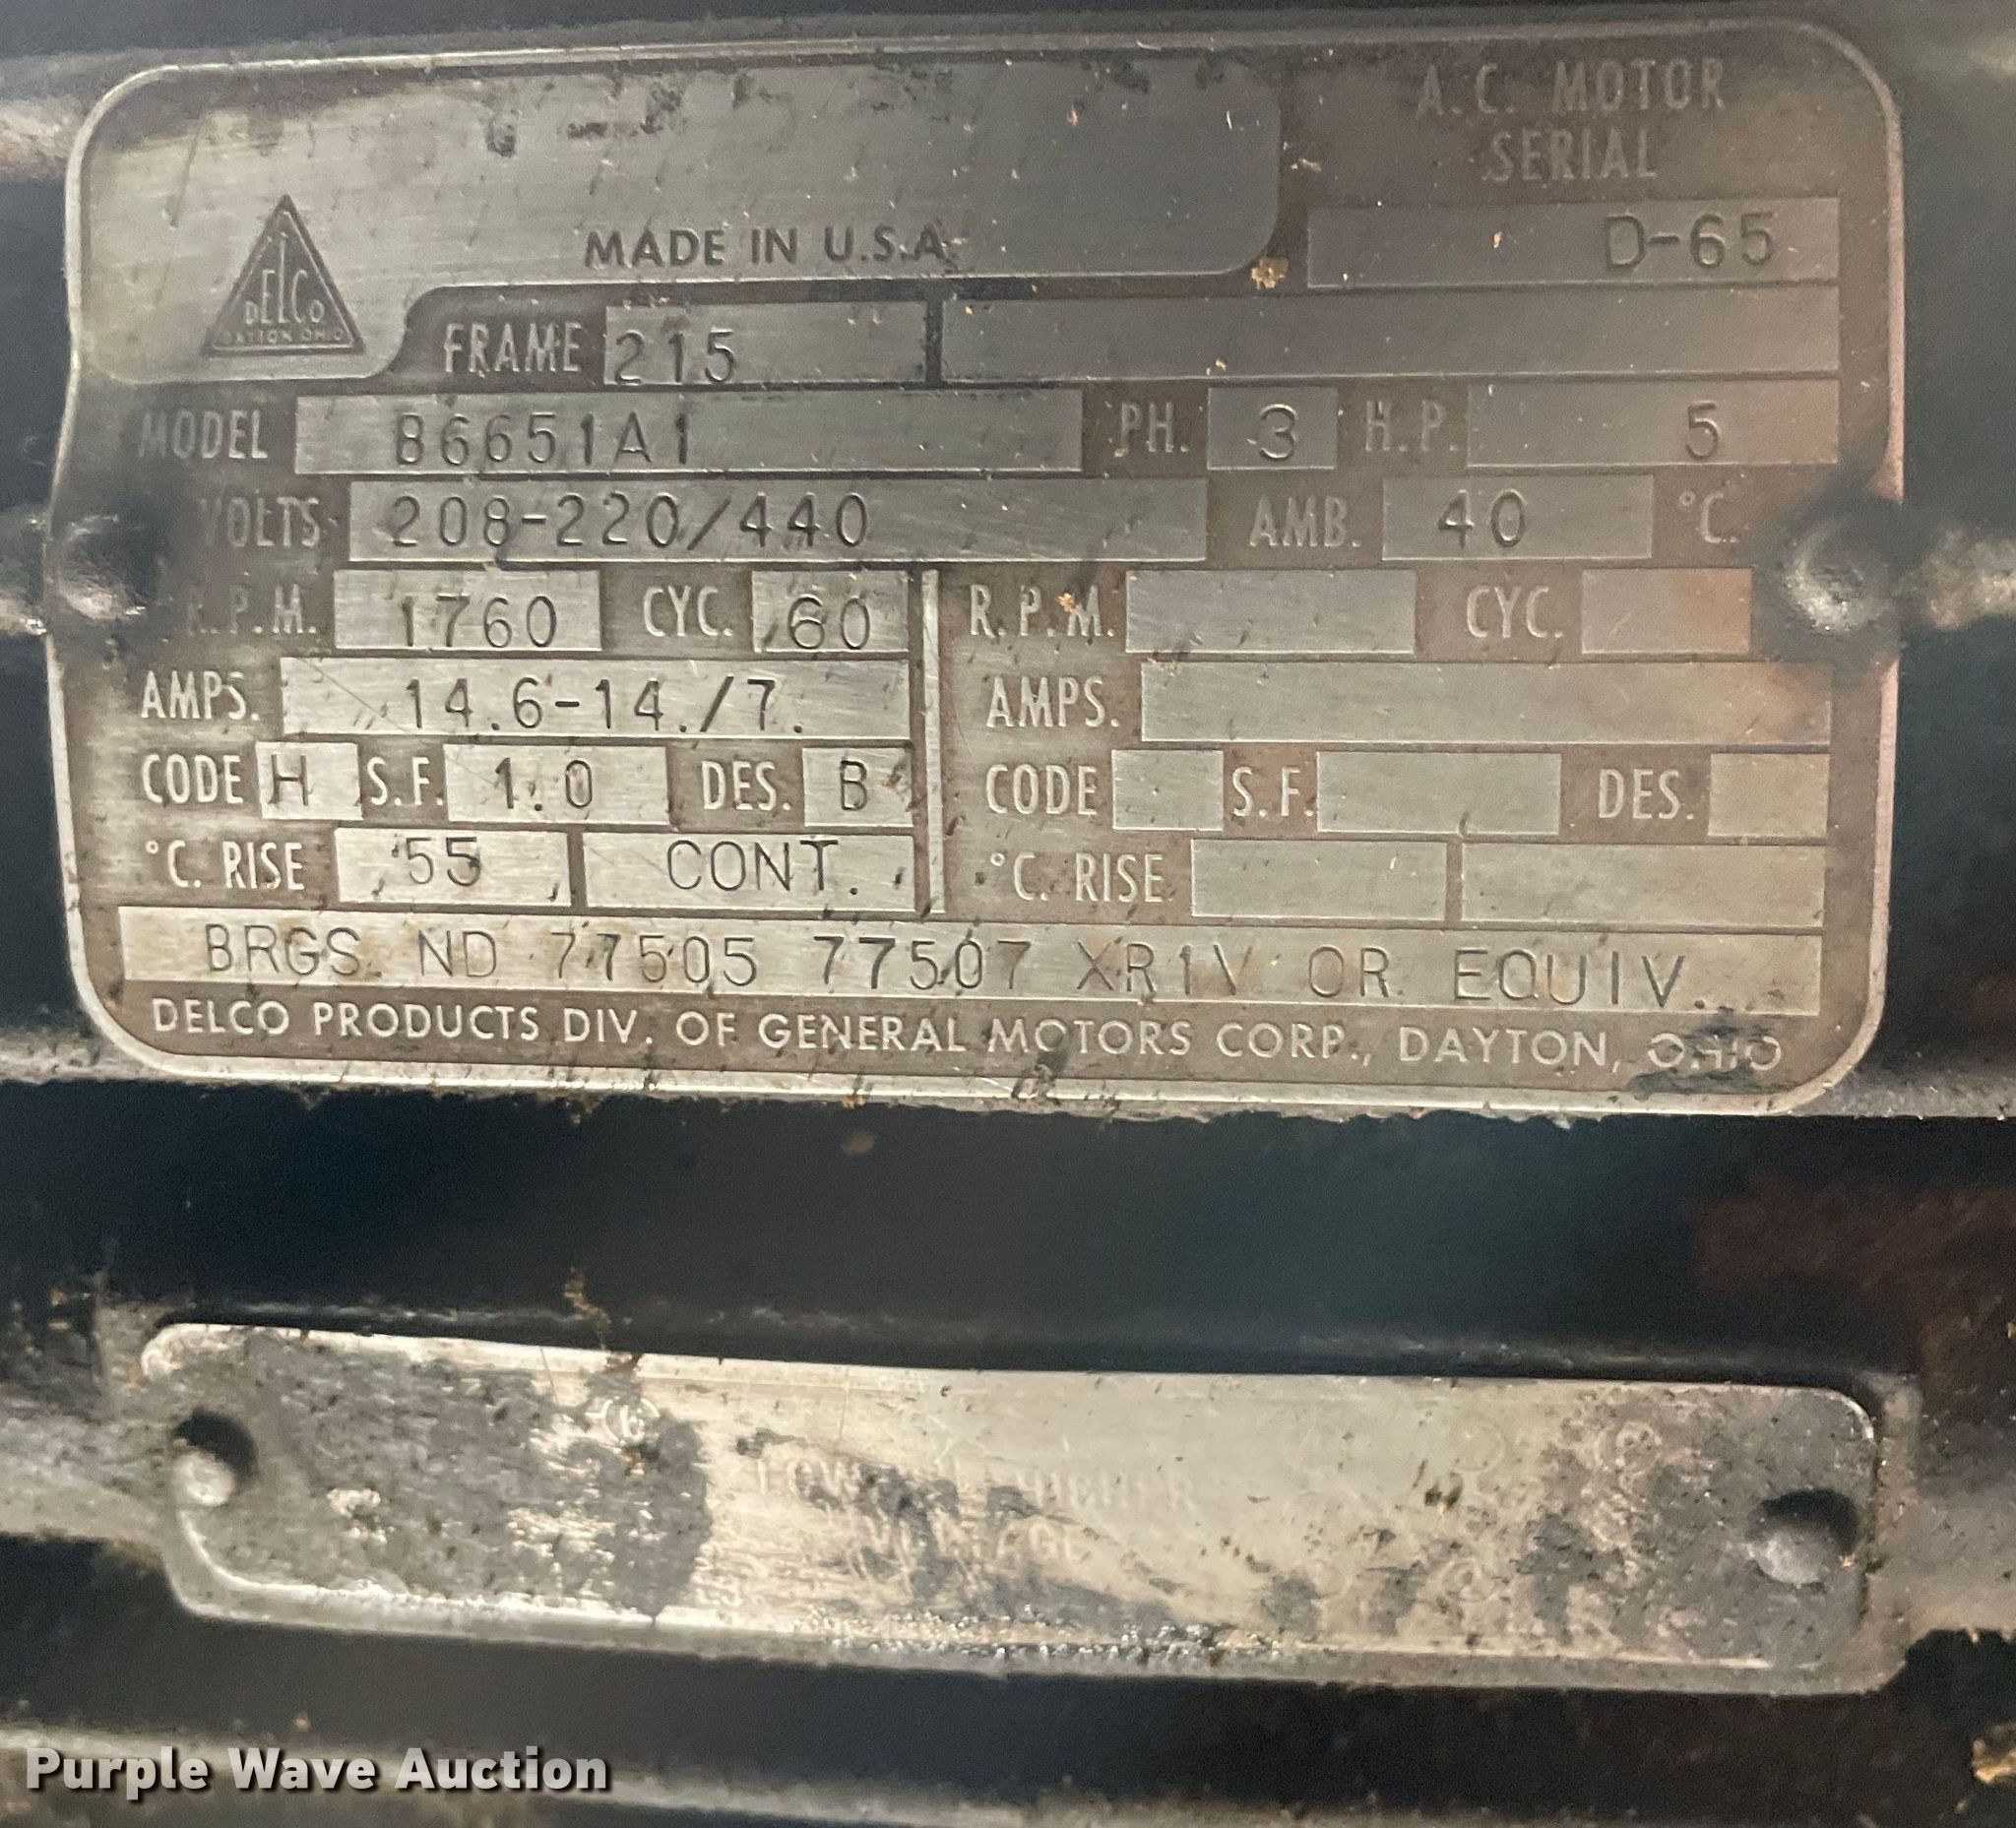 A.C. MOTOR
SERIAL
D-65
MADE IN U.S.A.
DELCO
DAYTON OHIO
FRAME 215
MODEL B6651A1 PH. 3 H.P. 5
VOLTS 208-220/440 AMB. 40 °C.
R.P.M. 1760 CYC. 60 R.P.M. CYC.
AMPS. 14.6-14./7. AMPS.
CODE H S.F. 1.0 DES. B CODE S.F. DES.
°C. RISE 55 CONT. °C. RISE
BRGS. ND 77505 77507 XR1V OR EQUIV.
DELCO PRODUCTS DIV. OF GENERAL MOTORS CORP., DAYTON, OHIO
HIGHER
VOLTAGE
Purple Wave Auction